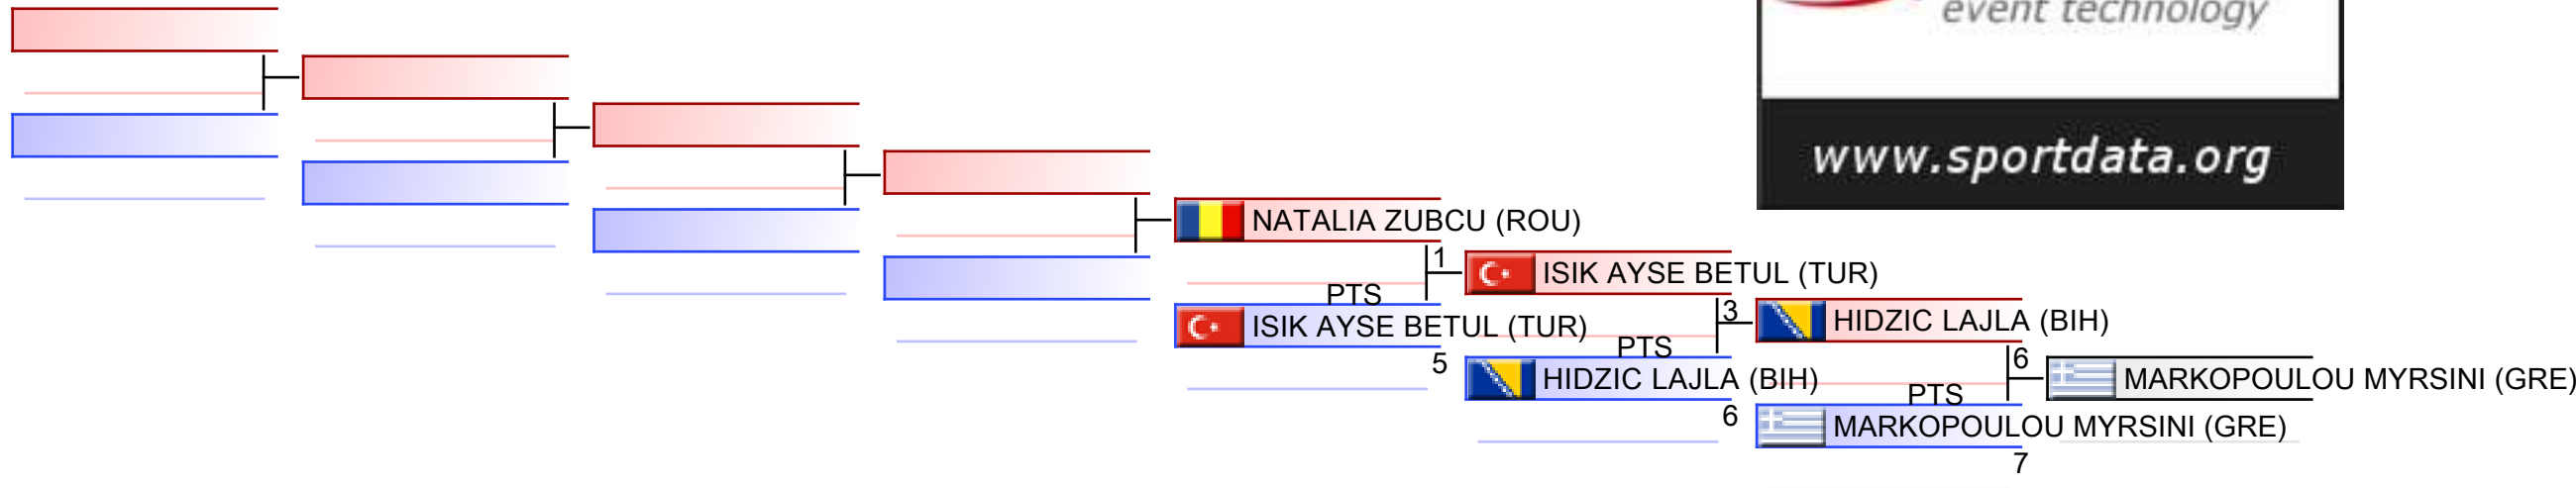 event technology
www.sportdata.org
NATALIA ZUBCU (ROU)
1
PTS
ISIK AYSE BETUL (TUR)
5
ISIK AYSE BETUL (TUR)
3
PTS
HIDZIC LAJLA (BIH)
6
HIDZIC LAJLA (BIH)
6
PTS
MARKOPOULOU MYRSINI (GRE)
7
MARKOPOULOU MYRSINI (GRE)